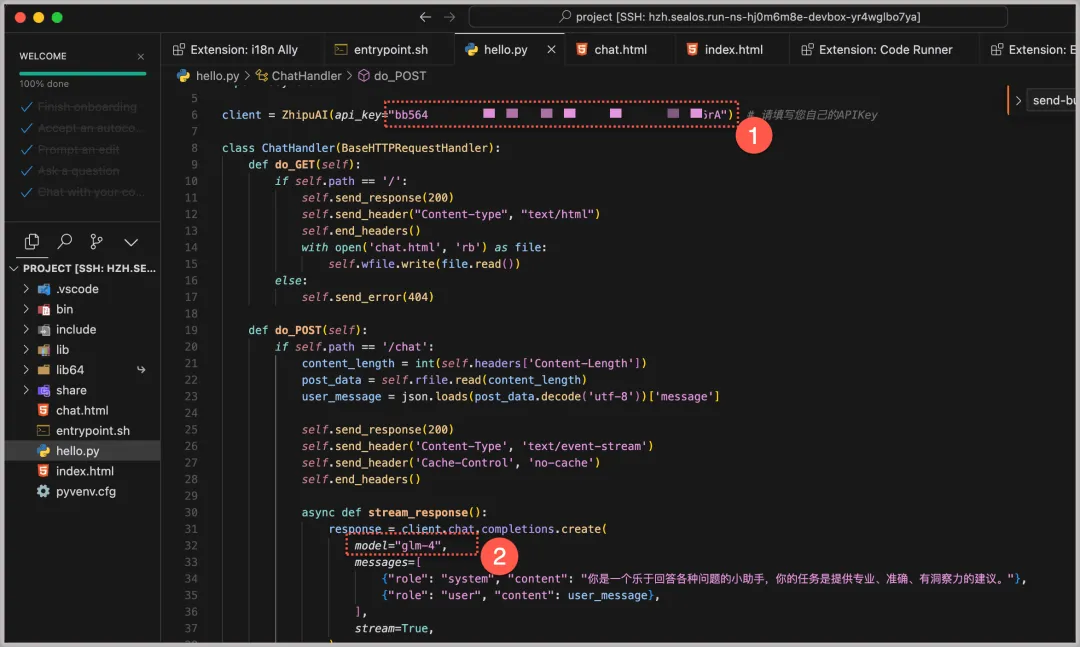 project [SSH: hzh.sealos.run-ns-hj0m6m8e-devbox-yr4wglbo7ya]
WELCOME
100% done
Finish onboarding
Accept an autoco...
Prompt an edit
Ask a question
Chat with your co...
PROJECT [SSH: HZH.SE...
.vscode
bin
include
lib
lib64
share
chat.html
entrypoint.sh
hello.py
index.html
pyvenv.cfg
Extension: i18n Ally
entrypoint.sh
hello.py
chat.html
index.html
Extension: Code Runner
Extension: E
hello.py > ChatHandler > do_POST
send-bu
5
6 client = ZhipuAI(api_key="bb564 5rA") # 请填写您自己的APIKey
1
7
8 class ChatHandler(BaseHTTPRequestHandler):
9 def do_GET(self):
10 if self.path == '/':
11 self.send_response(200)
12 self.send_header("Content-type", "text/html")
13 self.end_headers()
14 with open('chat.html', 'rb') as file:
15 self.wfile.write(file.read())
16 else:
17 self.send_error(404)
18
19 def do_POST(self):
20 if self.path == '/chat':
21 content_length = int(self.headers['Content-Length'])
22 post_data = self.rfile.read(content_length)
23 user_message = json.loads(post_data.decode('utf-8'))['message']
24
25 self.send_response(200)
26 self.send_header('Content-Type', 'text/event-stream')
27 self.send_header('Cache-Control', 'no-cache')
28 self.end_headers()
29
30 async def stream_response():
31 response = client.chat.completions.create(
32 model="glm-4",
2
33 messages=[
34 {"role": "system", "content": "你是一个乐于回答各种问题的小助手，你的任务是提供专业、准确、有洞察力的建议。"},
35 {"role": "user", "content": user_message},
36 ],
37 stream=True,